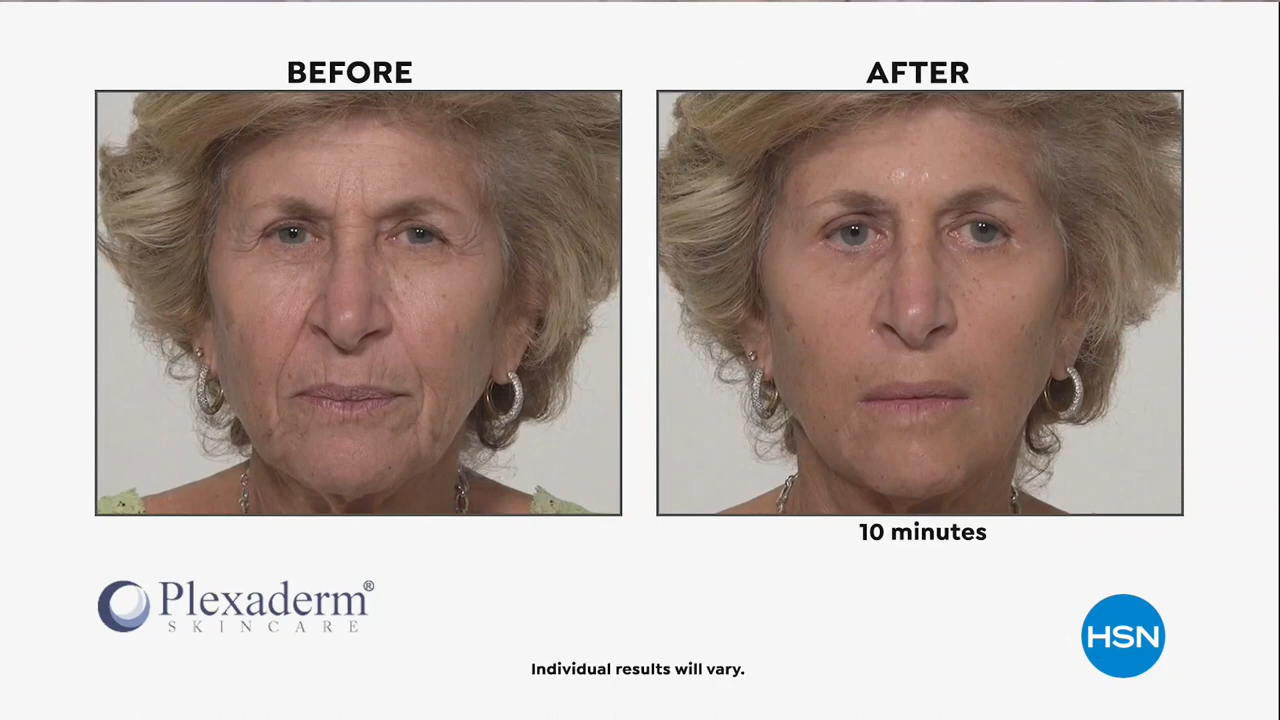 BEFORE
AFTER
10 minutes
Plexaderm®
SKINCARE
HSN
Individual results will vary.